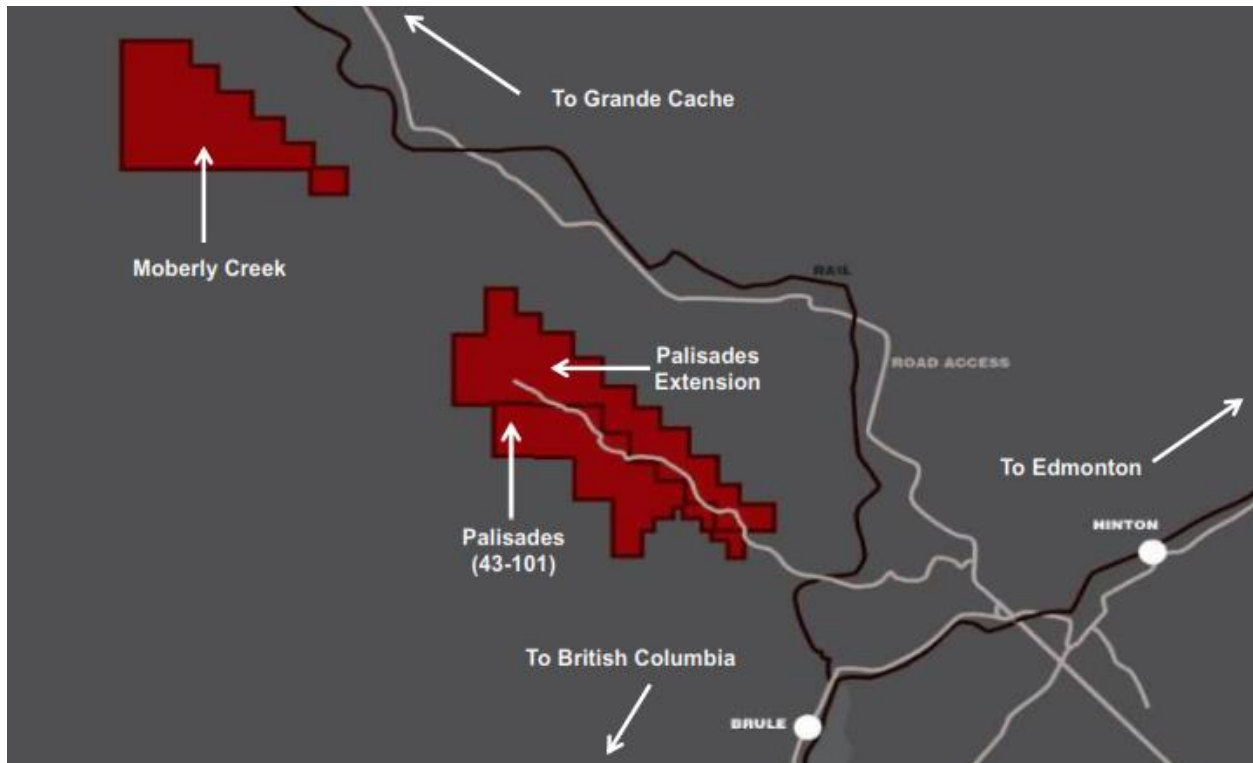 To Grande Cache
Moberly Creek
RAIL
Palisades
Extension
ROAD ACCESS
To Edmonton
HINTON
Palisades
(43-101)
To British Columbia
BRULE